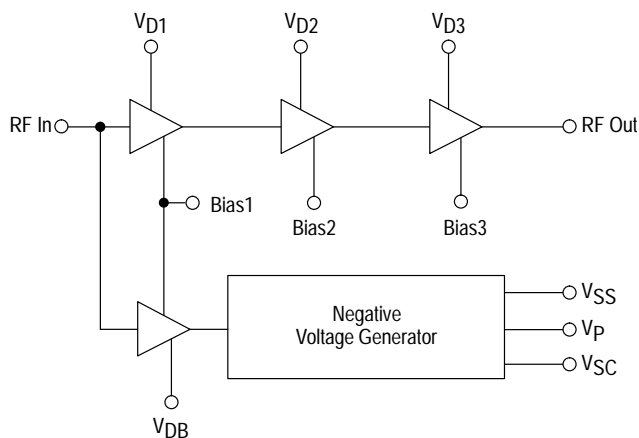 VD1
VD2
VD3
RF In
RF Out
Bias1
Bias2
Bias3
Negative
Voltage Generator
VSS
VP
VSC
VDB